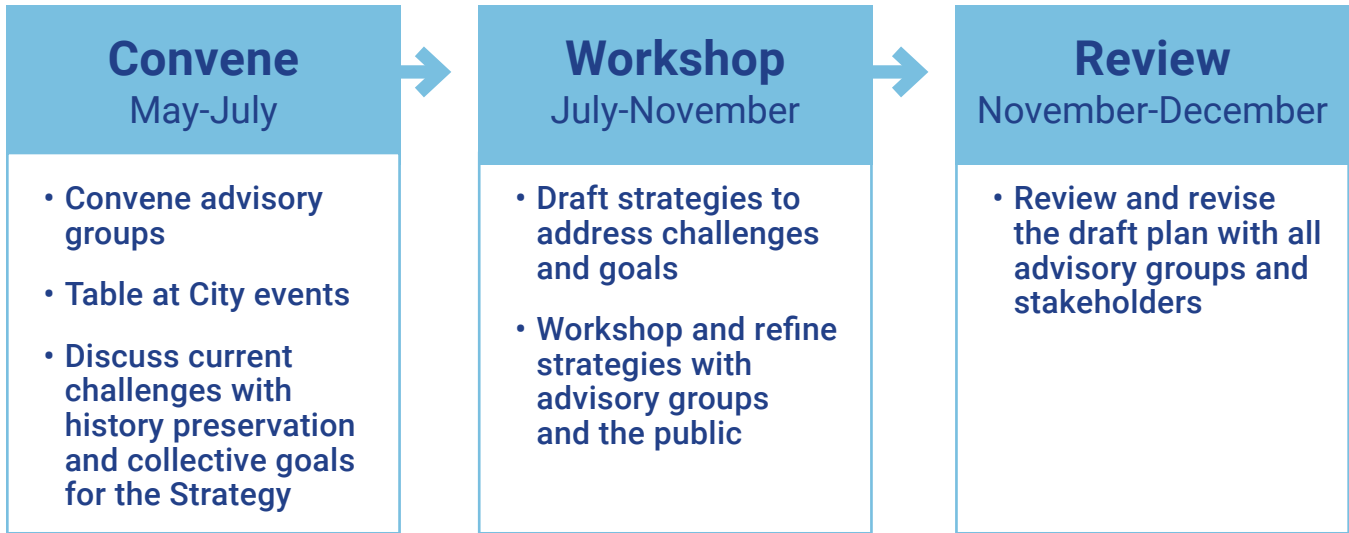 Convene
May-July
• Convene advisory
groups
• Table at City events
• Discuss current
challenges with
history preservation
and collective goals
for the Strategy
Workshop
July-November
• Draft strategies to
address challenges
and goals
• Workshop and refine
strategies with
advisory groups
and the public
Review
November-December
• Review and revise
the draft plan with all
advisory groups and
stakeholders